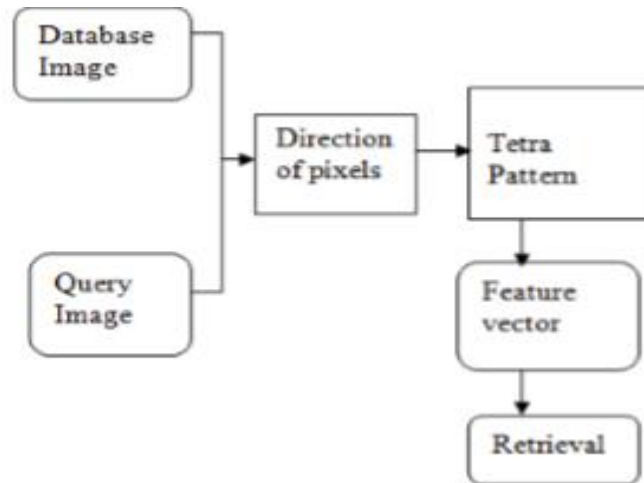 Database
Image
Direction
of pixels
Tetra
Pattern
Query
Image
Feature
vector
Retrieval